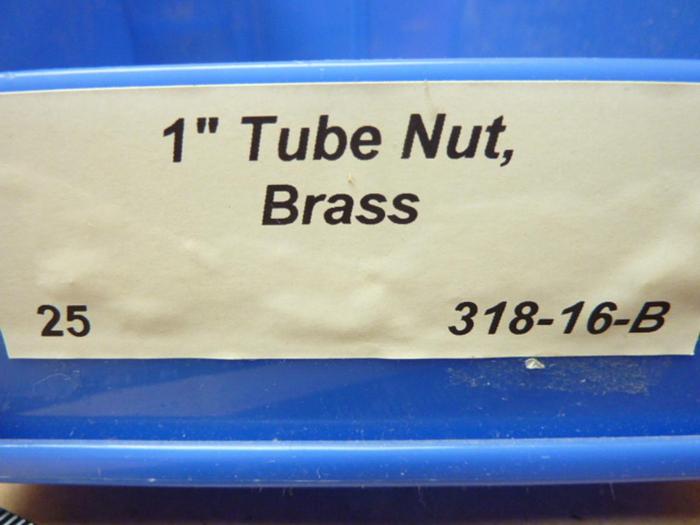 1" Tube Nut,
Brass
25 318-16-B